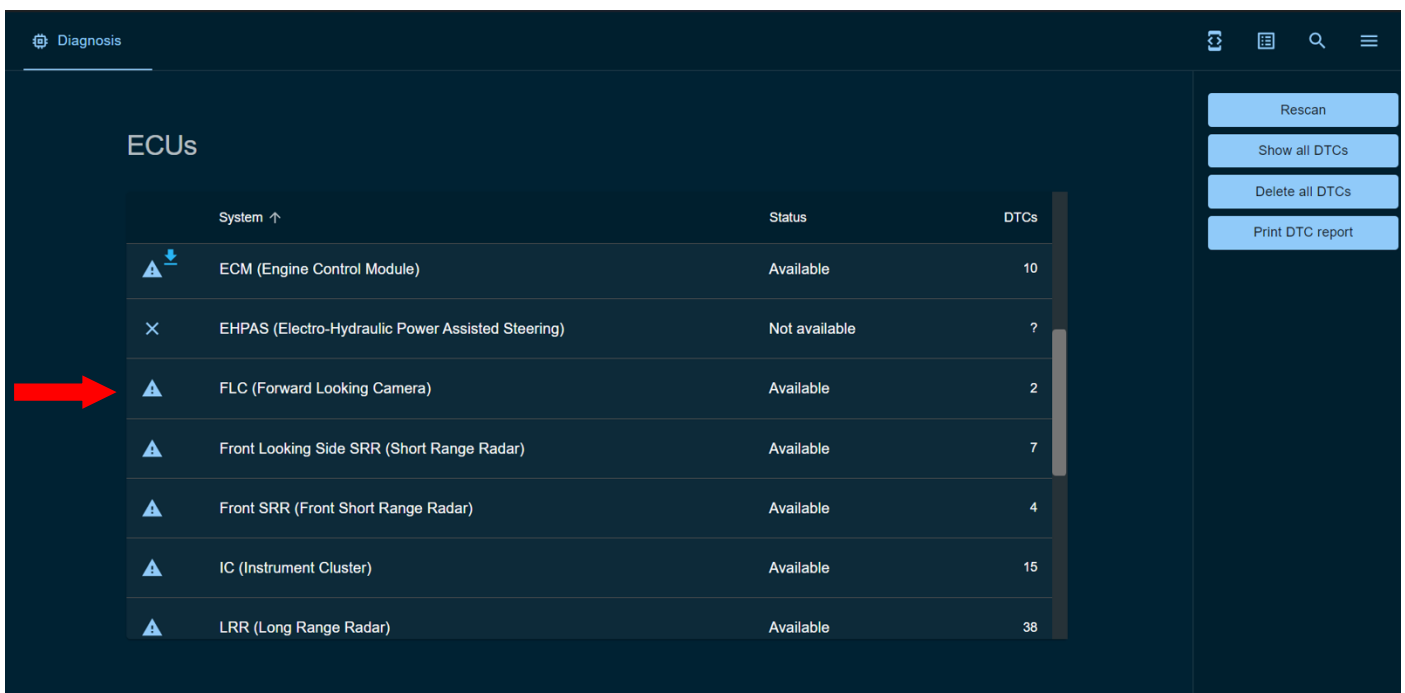 Diagnosis
Rescan
Show all DTCs
Delete all DTCs
Print DTC report
ECUs
System Status DTCs
ECM (Engine Control Module) Available 10
EHPAS (Electro-Hydraulic Power Assisted Steering) Not available ?
FLC (Forward Looking Camera) Available 2
Front Looking Side SRR (Short Range Radar) Available 7
Front SRR (Front Short Range Radar) Available 4
IC (Instrument Cluster) Available 15
LRR (Long Range Radar) Available 38